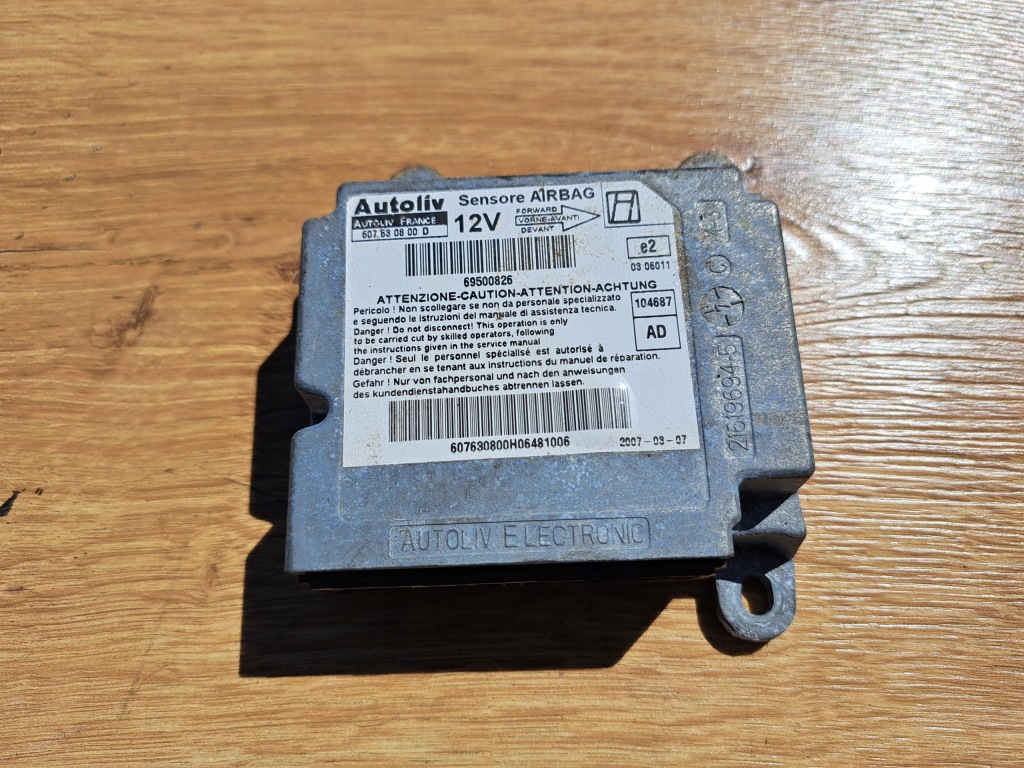 Autoliv Sensore AIRBAG
AUTOLIV FRANCE
607 63 08 00 D
12V
FORWARD
VORNE-AVANTI
DEVANT
e2
03 06011
69500826
ATTENZIONE-CAUTION-ATTENTION-ACHTUNG
Pericolo ! Non scollegare se non da personale specializzato
e seguendo le istruzioni del manuale di assistenza tecnica.
Danger ! Do not disconnect! This operation is only
to be carried cut by skilled operators, following
the instructions given in the service manual
Danger ! Seul le personnel spécialisé est autorisé à
débrancher en se tenant aux instructions du manuel de réparation.
Gefahr ! Nur von fachpersonal und nach den anweisungen
des kundendienstahandbuches abtrennen lassen.
104687
AD
607630800H06481006
2007-03-07
AUTOLIV ELECTRONIC
21619694-5